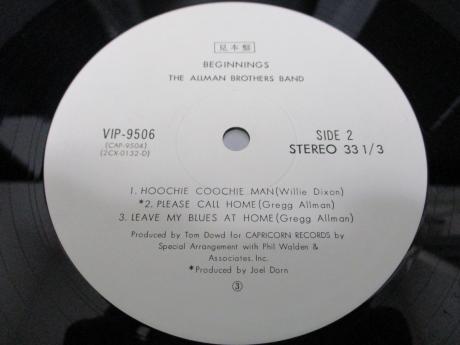 見本盤
BEGINNINGS
THE ALLMAN BROTHERS BAND
VIP-9506
(CAP-9504)
(2CX-0132-D)
SIDE 2
STEREO 33 1/3
1. HOOCHIE COOCHIE MAN (Willie Dixon)
*2. PLEASE CALL HOME (Gregg Allman)
3. LEAVE MY BLUES AT HOME (Gregg Allman)
Produced by Tom Dowd for CAPRICORN RECORDS by
Special Arrangement with Phil Walden &
Associates. Inc.
*Produced by Joel Dorn
③